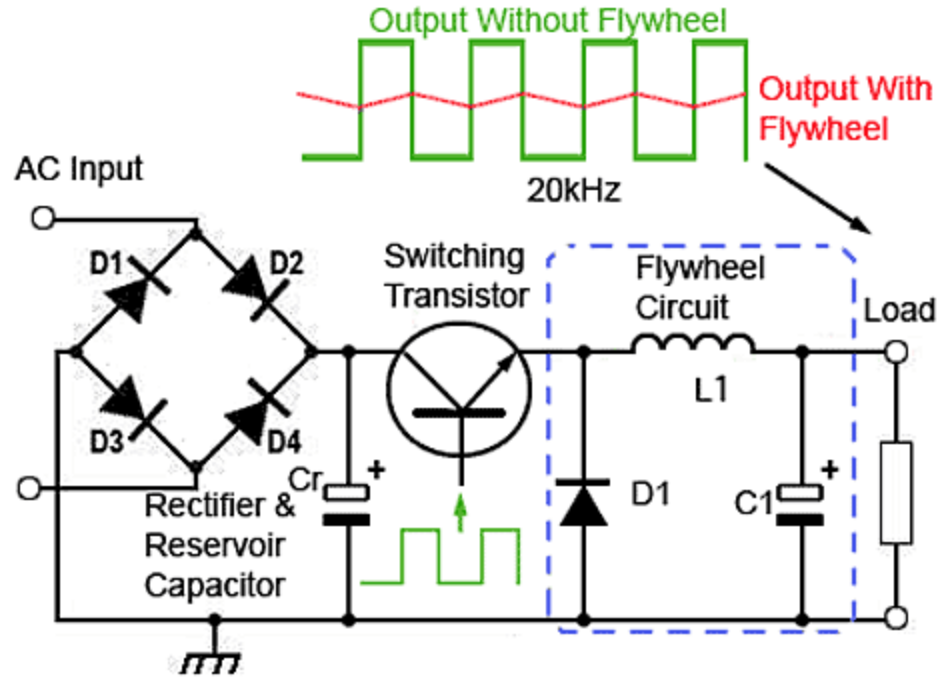 Output Without Flywheel
Output With
Flywheel
20kHz
AC Input
D1
D2
Switching
Transistor
Flywheel
Circuit
Load
L1
D3
D4
Cr
+
D1
C1
+
Rectifier &
Reservoir
Capacitor